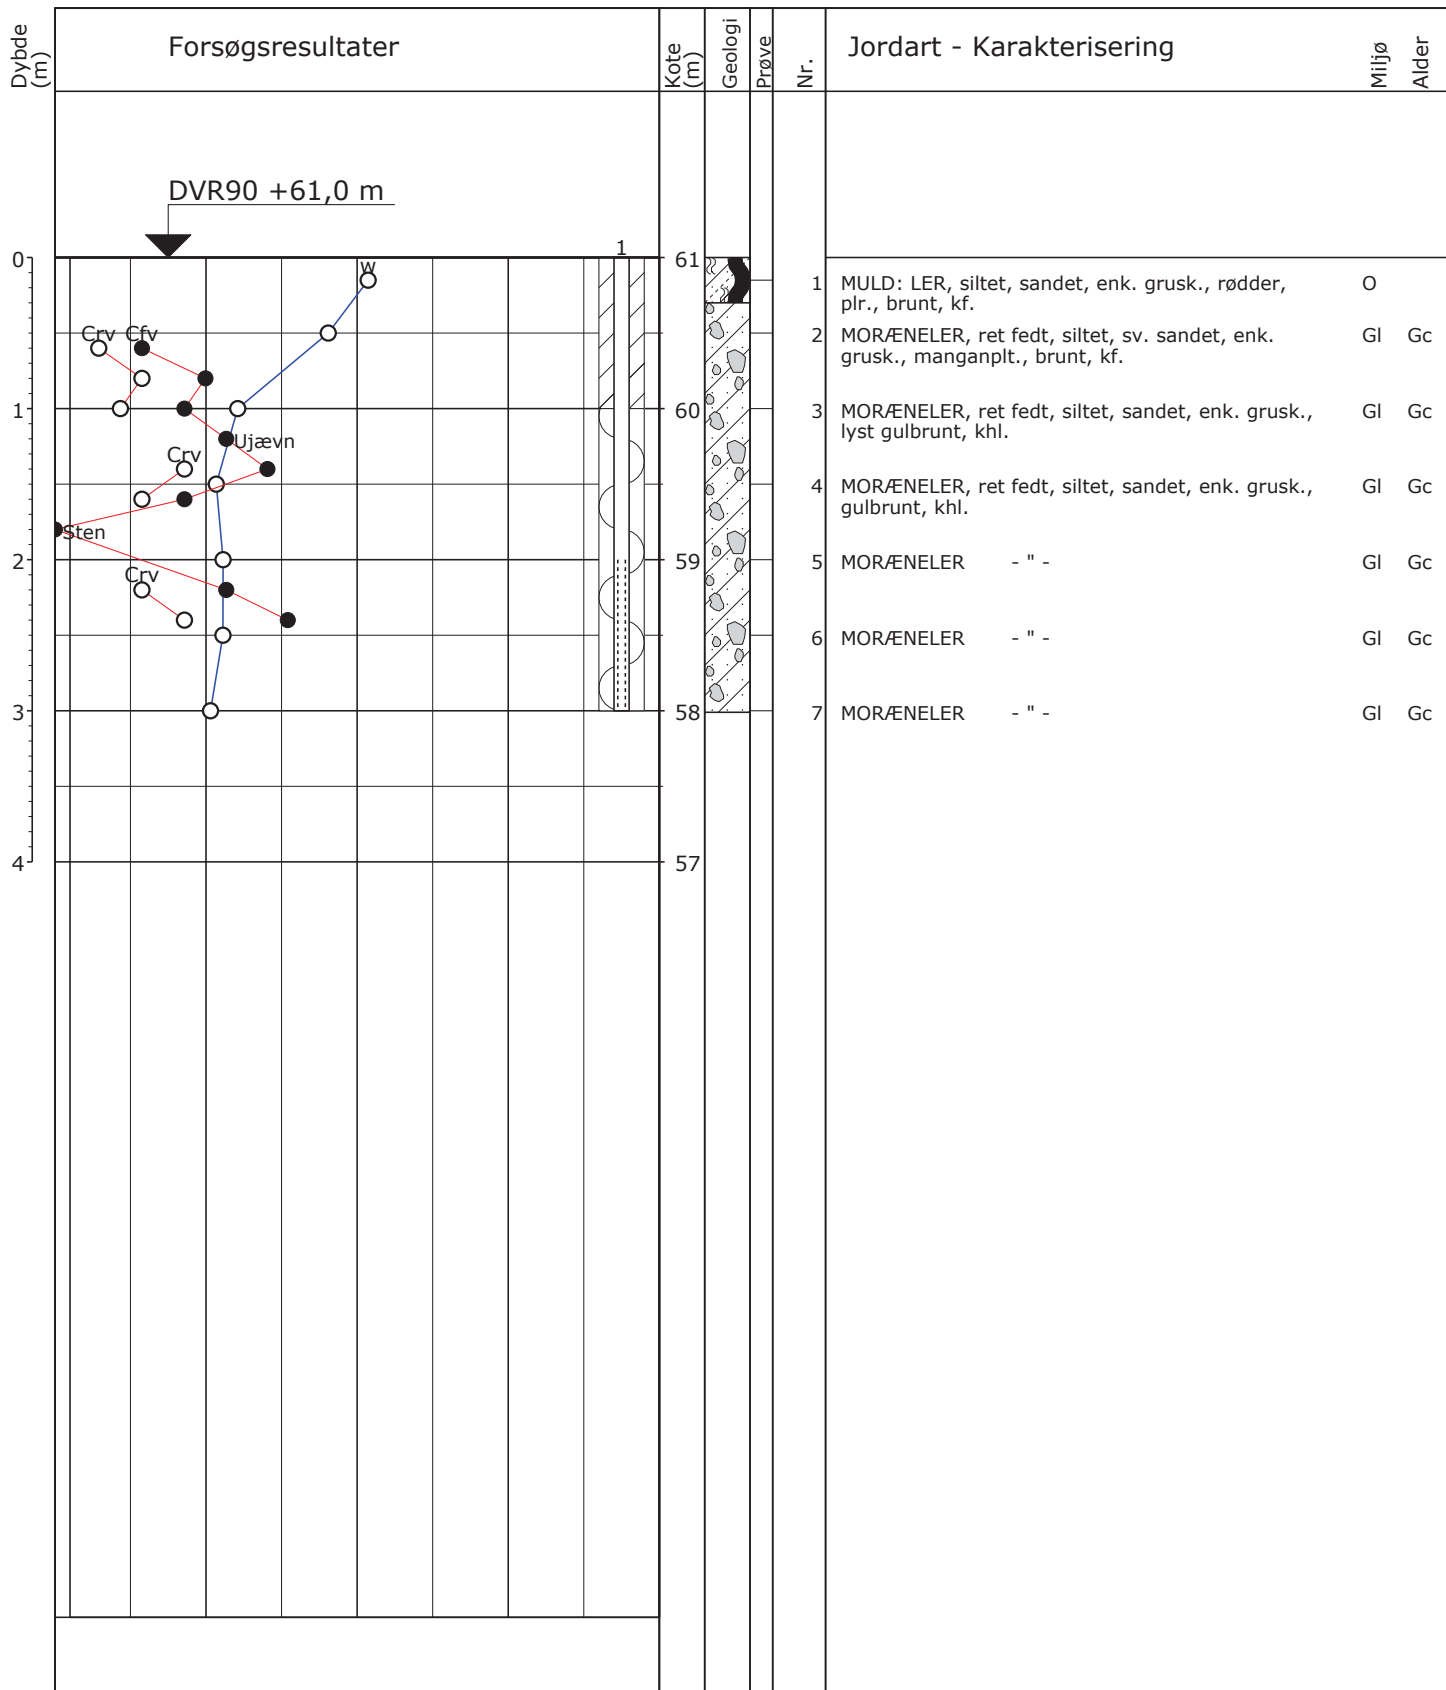 Dybde (m)
Forsøgsresultater
Kote (m)
Geologi
Prøve
Nr.
Jordart - Karakterisering
Miljø
Alder
DVR90 +61,0 m
1
0
W
61
1 MULD: LER, siltet, sandet, enk. grusk., rødder,
plr., brunt, kf.
O
Crv Cfv
2 MORÆNELER, ret fedt, siltet, sv. sandet, enk.
grusk., manganplt., brunt, kf.
Gl Gc
1
60
3 MORÆNELER, ret fedt, siltet, sandet, enk. grusk.,
lyst gulbrunt, khl.
Gl Gc
Ujævn
Crv
4 MORÆNELER, ret fedt, siltet, sandet, enk. grusk.,
gulbrunt, khl.
Gl Gc
Sten
2
59
5 MORÆNELER - " - Gl Gc
Crv
6 MORÆNELER - " - Gl Gc
3
58
7 MORÆNELER - " - Gl Gc
4
57